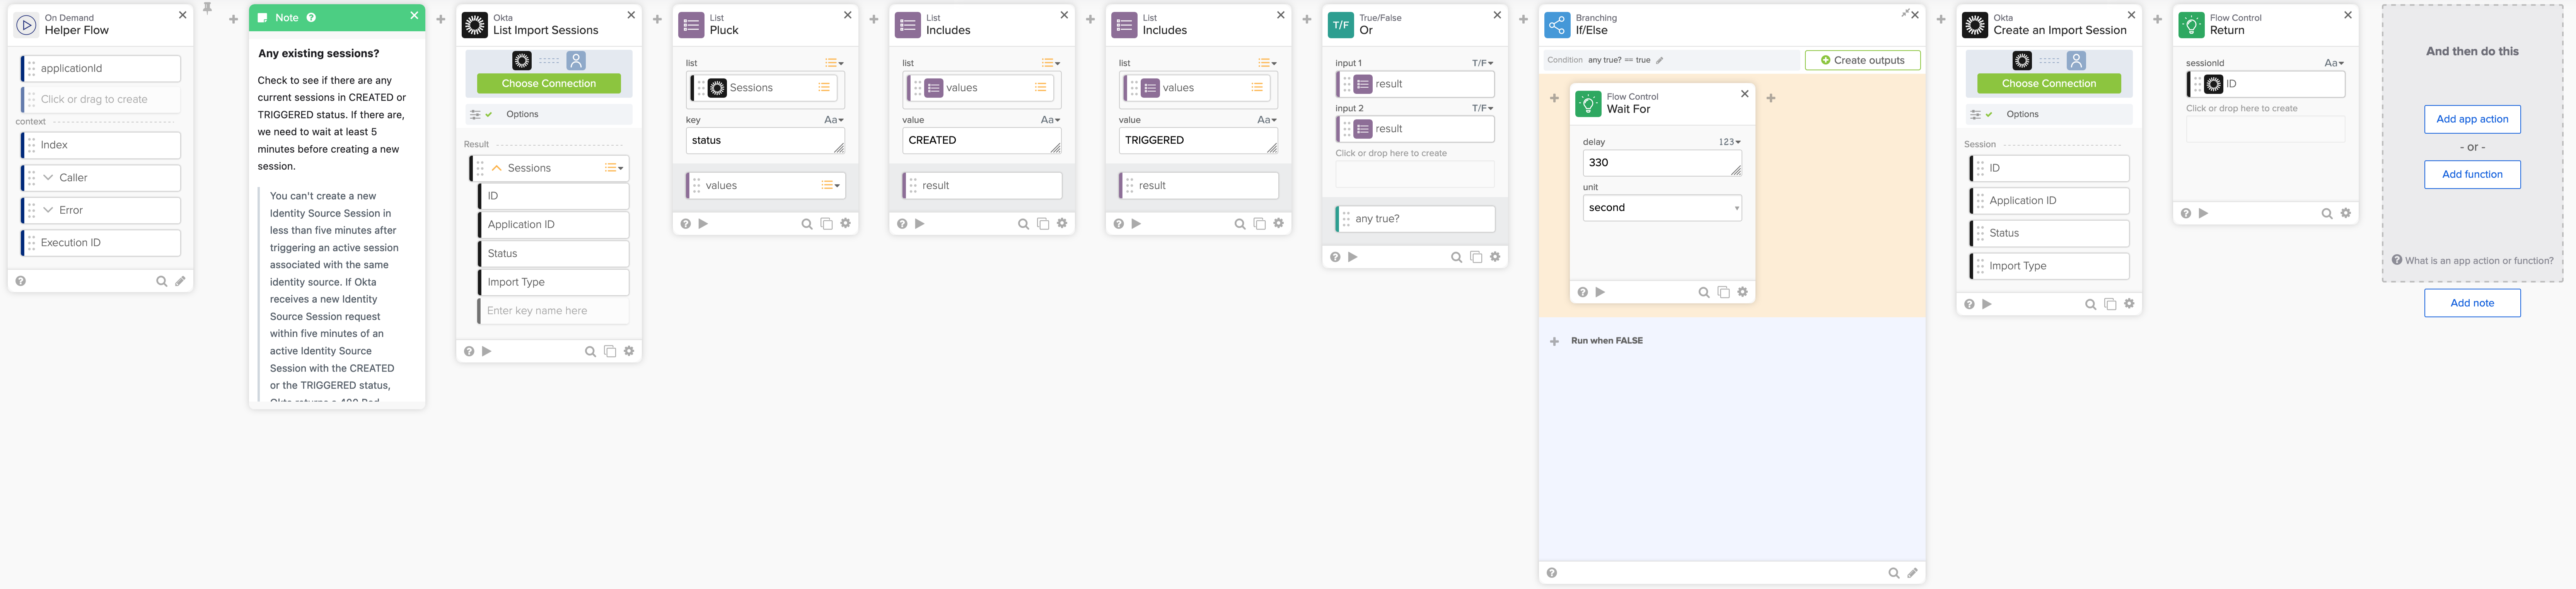 On Demand
Helper Flow
applicationId
Click or drag to create
context
Index
Caller
Error
Execution ID
Note
Any existing sessions?
Check to see if there are any
current sessions in CREATED or
TRIGGERED status. If there are,
we need to wait at least 5
minutes before creating a new
session.
You can't create a new
Identity Source Session in
less than five minutes after
triggering an active session
associated with the same
identity source. If Okta
receives a new Identity
Source Session request
within five minutes of an
active Identity Source
Session with the CREATED
or the TRIGGERED status,
Okta
List Import Sessions
Choose Connection
Options
Result
Sessions
ID
Application ID
Status
Import Type
Enter key name here
List
Pluck
list
Sessions
key
Aa
status
values
List
Includes
list
values
value
Aa
CREATED
result
List
Includes
list
values
value
Aa
TRIGGERED
result
T/F
True/False
Or
input 1
T/F
result
input 2
T/F
result
Click or drop here to create
any true?
Branching
If/Else
Condition any true? == true
Create outputs
Flow Control
Wait For
delay
123
330
unit
second
Run when FALSE
Okta
Create an Import Session
Choose Connection
Options
Session
ID
Application ID
Status
Import Type
Flow Control
Return
sessionId
Aa
ID
Click or drop here to create
And then do this
Add app action
- or -
Add function
What is an app action or function?
Add note